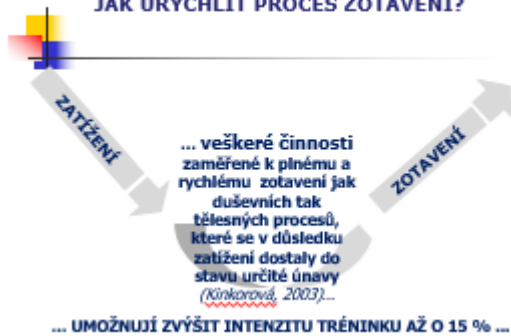 JAK URYCHLIT PROCES ZOTAVENÍ?
ZATÍŽENÍ
... veškeré činnosti
zaměřené k plnému a
rychlému zotavení jak
duševních tak
tělesných procesů,
které se v důsledku
zatížení dostaly do
stavu určité únavy
(Kinkorová, 2003)...
ZOTAVENÍ
... UMOŽNUJÍ ZVÝŠIT INTENZITU TRÉNINKU AŽ O 15 % ...